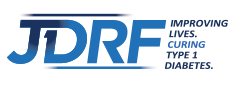 JDRF
IMPROVING
LIVES.
CURING
TYPE 1
DIABETES.